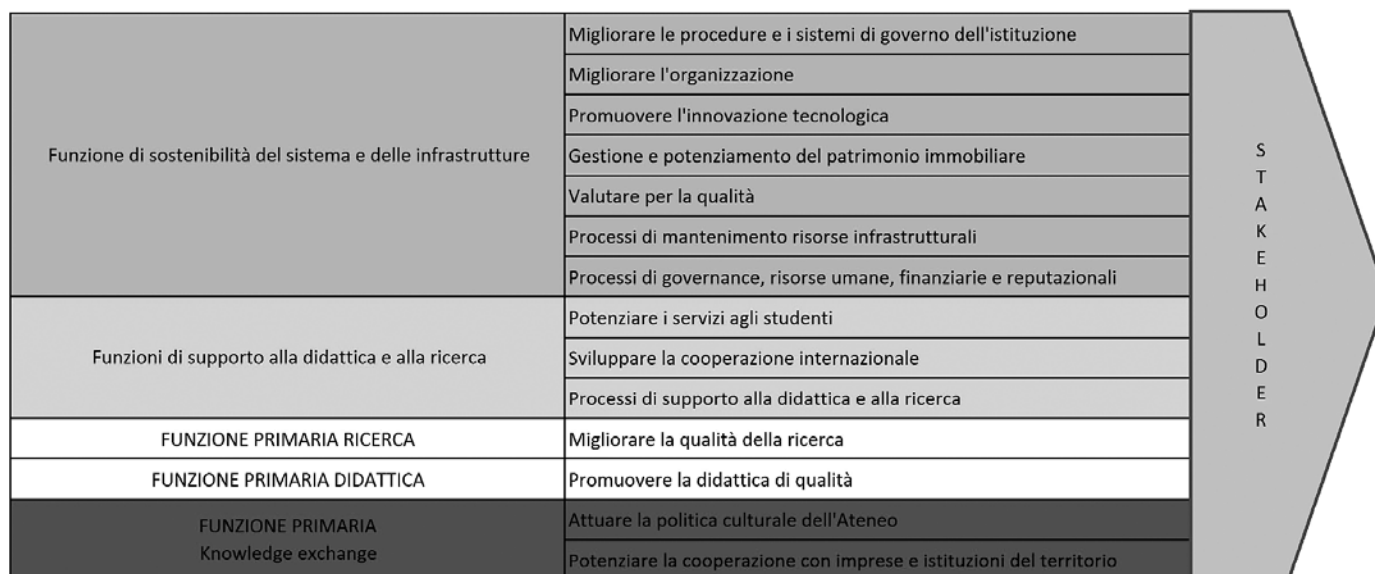 Funzione di sostenibilità del sistema e delle infrastrutture
Migliorare le procedure e i sistemi di governo dell'istituzione
Migliorare l'organizzazione
Promuovere l'innovazione tecnologica
Gestione e potenziamento del patrimonio immobiliare
Valutare per la qualità
Processi di mantenimento risorse infrastrutturali
Processi di governance, risorse umane, finanziarie e reputazionali
Funzioni di supporto alla didattica e alla ricerca
Potenziare i servizi agli studenti
Sviluppare la cooperazione internazionale
Processi di supporto alla didattica e alla ricerca
FUNZIONE PRIMARIA RICERCA
Migliorare la qualità della ricerca
FUNZIONE PRIMARIA DIDATTICA
Promuovere la didattica di qualità
FUNZIONE PRIMARIA
Knowledge exchange
Attuare la politica culturale dell'Ateneo
Potenziare la cooperazione con imprese e istituzioni del territorio
STAKEHOLDER